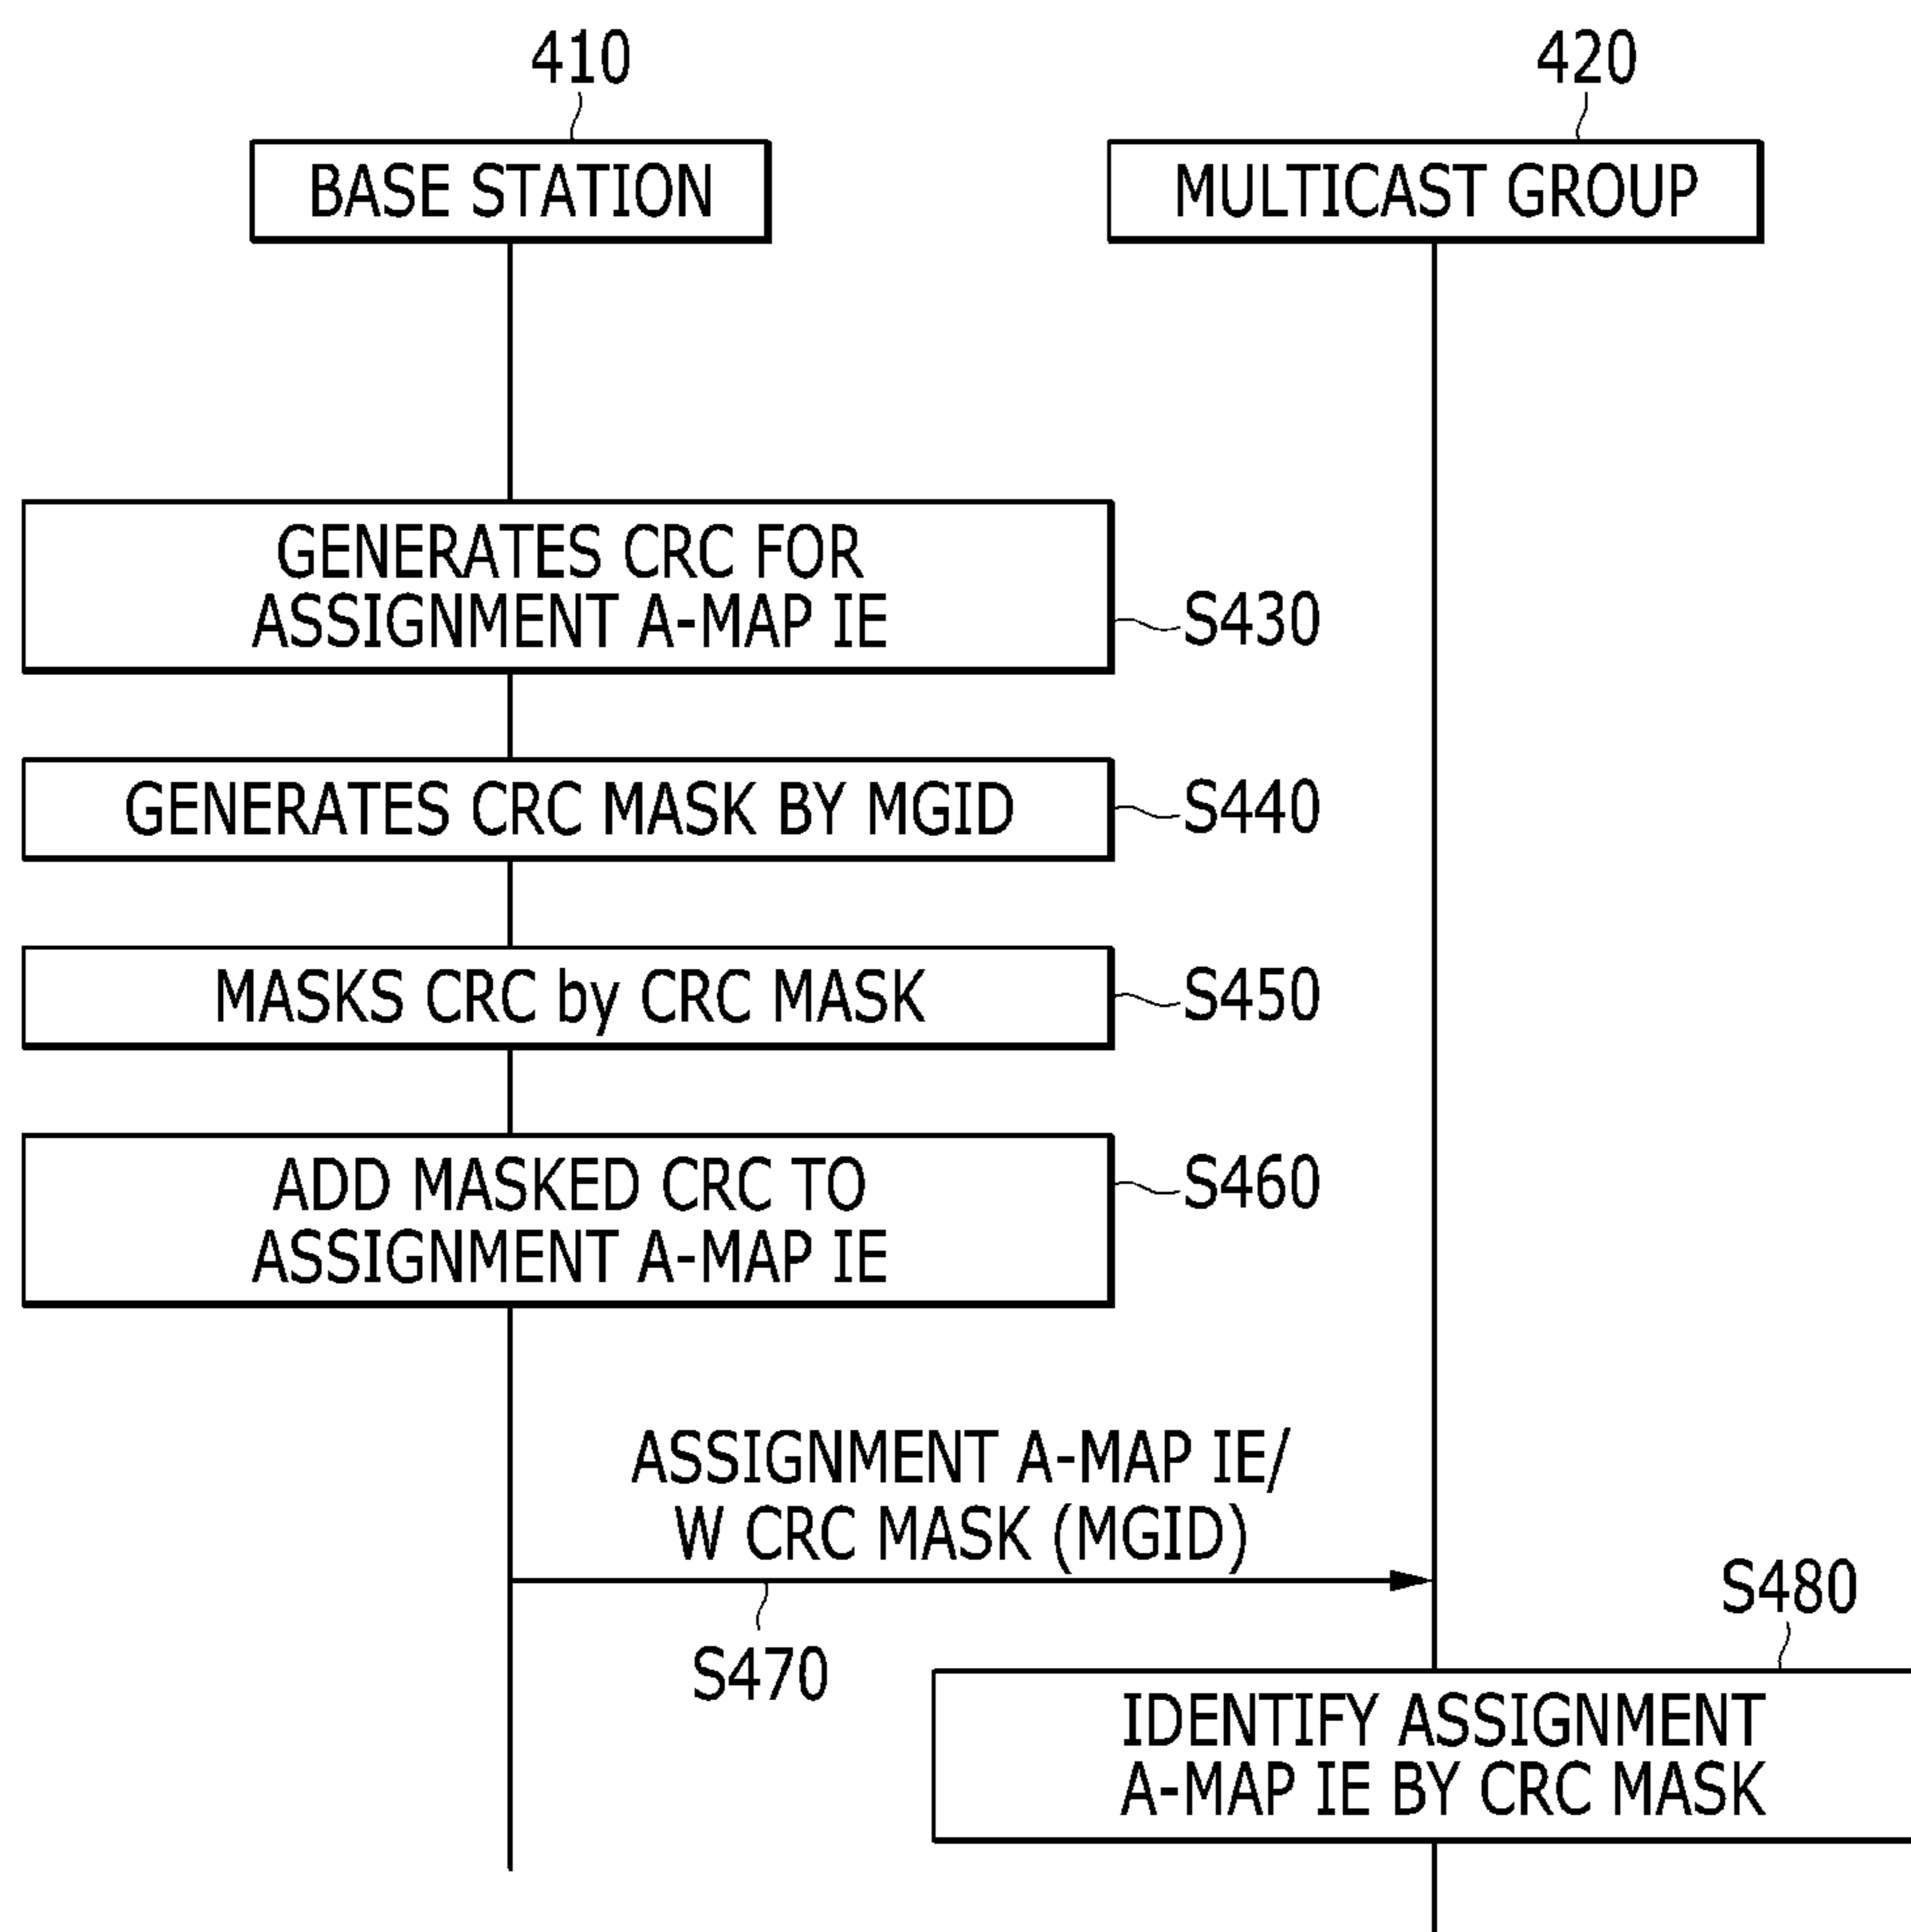 410
420
BASE STATION
MULTICAST GROUP
GENERATES CRC FOR
ASSIGNMENT A-MAP IE
S430
GENERATES CRC MASK BY MGID
S440
MASKS CRC by CRC MASK
S450
ADD MASKED CRC TO
ASSIGNMENT A-MAP IE
S460
ASSIGNMENT A-MAP IE/
W CRC MASK (MGID)
S470
S480
IDENTIFY ASSIGNMENT
A-MAP IE BY CRC MASK